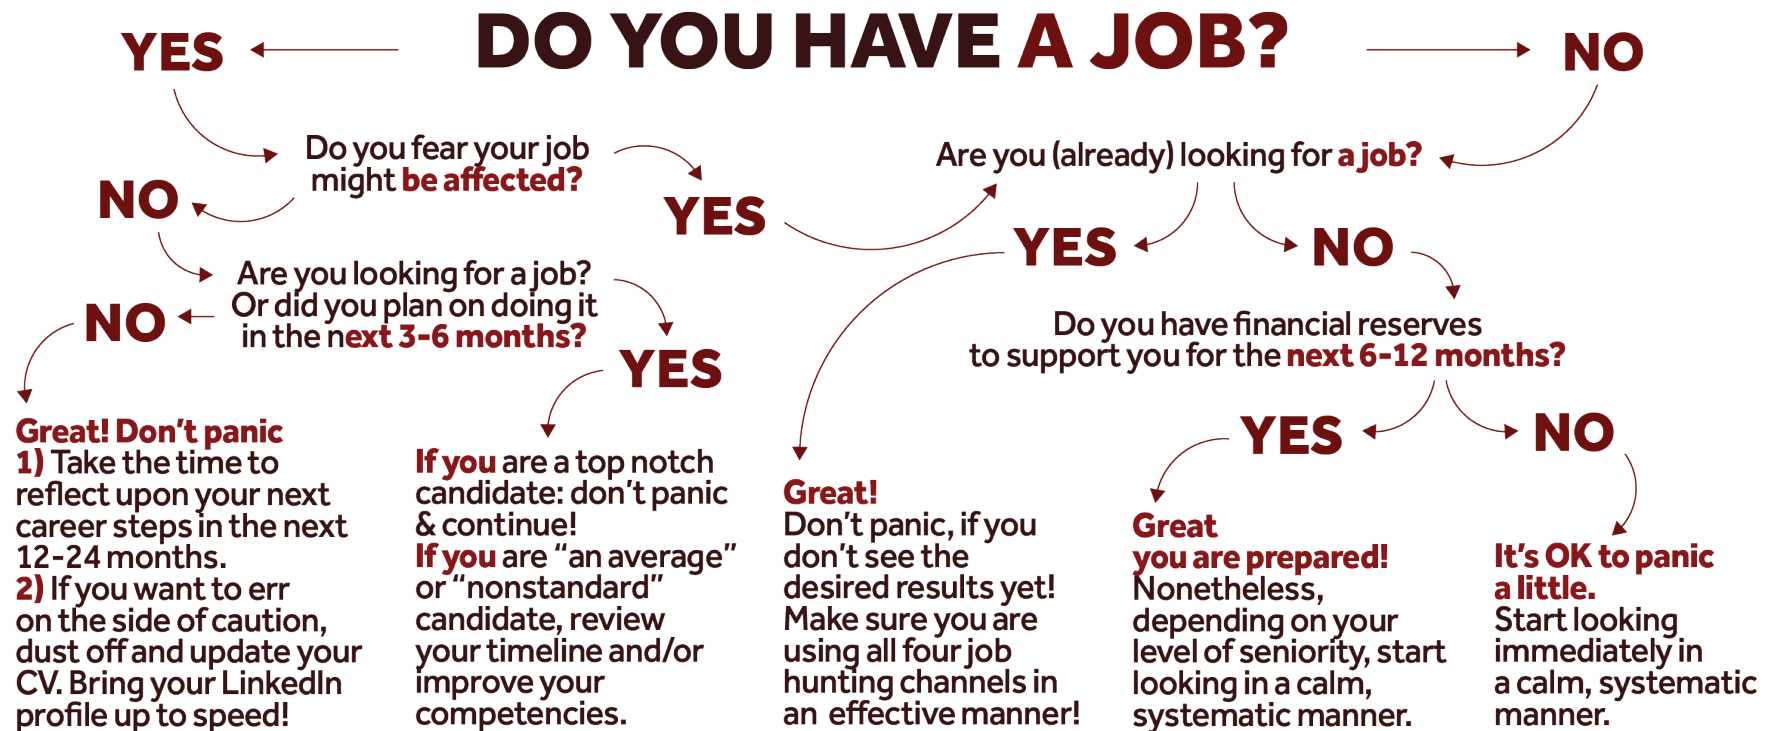 DO YOU HAVE A JOB?
YES
NO
Do you fear your job
might be affected?
NO
YES
Are you looking for a job?
Or did you plan on doing it
in the next 3-6 months?
NO
YES
Are you (already) looking for a job?
YES
NO
Do you have financial reserves
to support you for the next 6-12 months?
YES
NO
Great! Don't panic
1) Take the time to
reflect upon your next
career steps in the next
12-24 months.
2) If you want to err
on the side of caution,
dust off and update your
CV. Bring your LinkedIn
profile up to speed!
If you are a top notch
candidate: don't panic
& continue!
If you are "an average"
or "nonstandard"
candidate, review
your timeline and/or
improve your
competencies.
Great!
Don't panic, if you
don't see the
desired results yet!
Make sure you are
using all four job
hunting channels in
an effective manner!
Great
you are prepared!
Nonetheless,
depending on your
level of seniority, start
looking in a calm,
systematic manner.
It's OK to panic
a little.
Start looking
immediately in
a calm, systematic
manner.